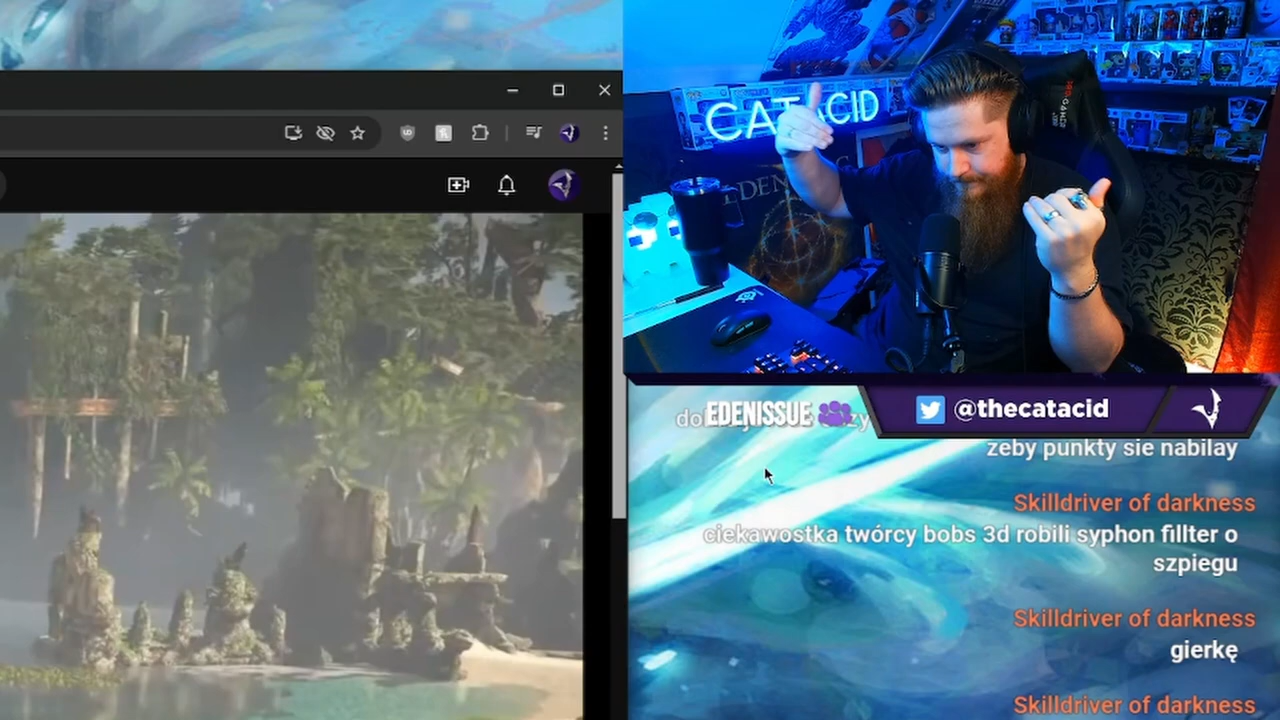 CATACID
EDENISSUE
@thecatacid
zeby punkty sie nabilay
Skilldriver of darkness
ciekawostka twórcy bobs 3d robili syphon fillter o
szpiegu
Skilldriver of darkness
gierkę
Skilldriver of darkness